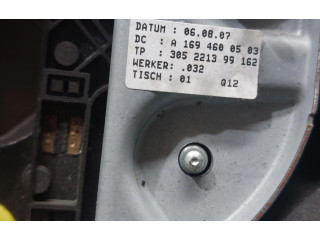 DATUM : 06.08.07
DC : A 169 460 05 03
TP : 305 2213 99 162
WERKER: .032
TISCH : 01 Q12